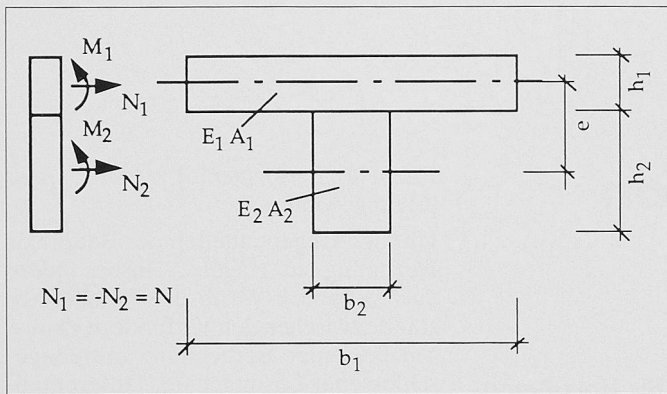 M₁
N₁
M₂
N₂
E₁ A₁
E₂ A₂
h₁
e
h₂
N₁ = -N₂ = N
b₂
b₁